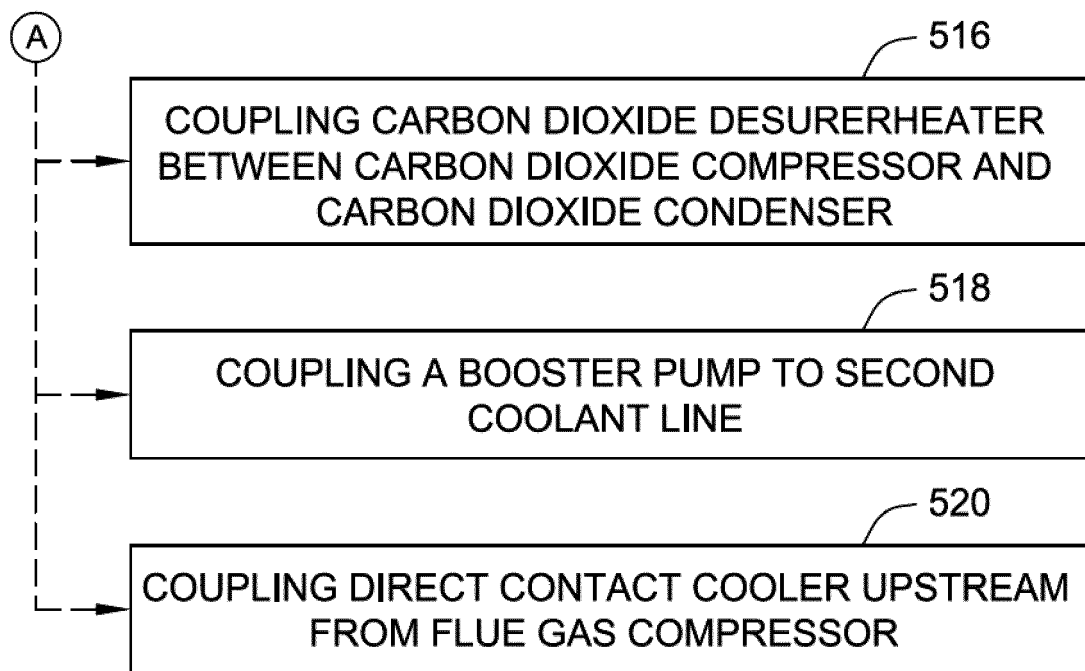 A
516
COUPLING CARBON DIOXIDE DESURERHEATER
BETWEEN CARBON DIOXIDE COMPRESSOR AND
CARBON DIOXIDE CONDENSER
518
COUPLING A BOOSTER PUMP TO SECOND
COOLANT LINE
520
COUPLING DIRECT CONTACT COOLER UPSTREAM
FROM FLUE GAS COMPRESSOR